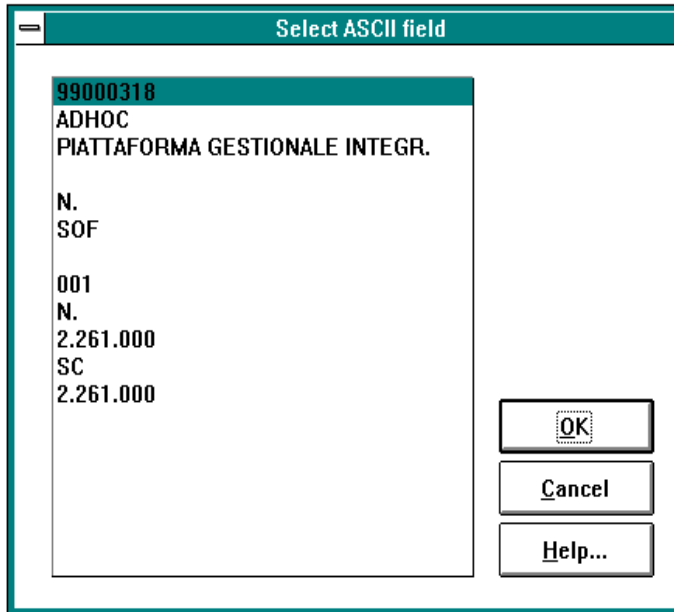 Select ASCII field
99000318
ADHOC
PIATTAFORMA GESTIONALE INTEGR.
N.
SOF
001
N.
2.261.000
SC
2.261.000
OK
Cancel
Help...